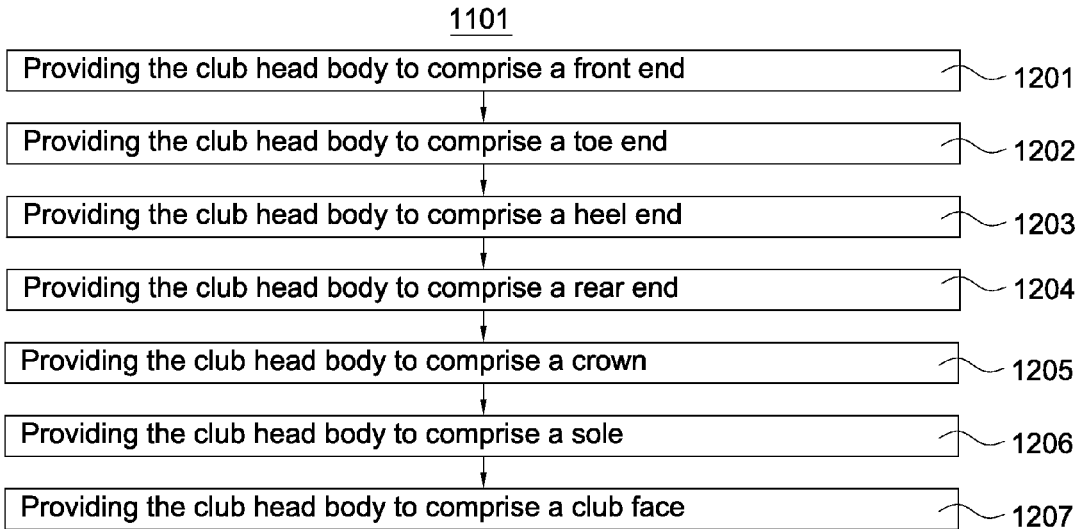 1101
Providing the club head body to comprise a front end 1201
Providing the club head body to comprise a toe end 1202
Providing the club head body to comprise a heel end 1203
Providing the club head body to comprise a rear end 1204
Providing the club head body to comprise a crown 1205
Providing the club head body to comprise a sole 1206
Providing the club head body to comprise a club face 1207